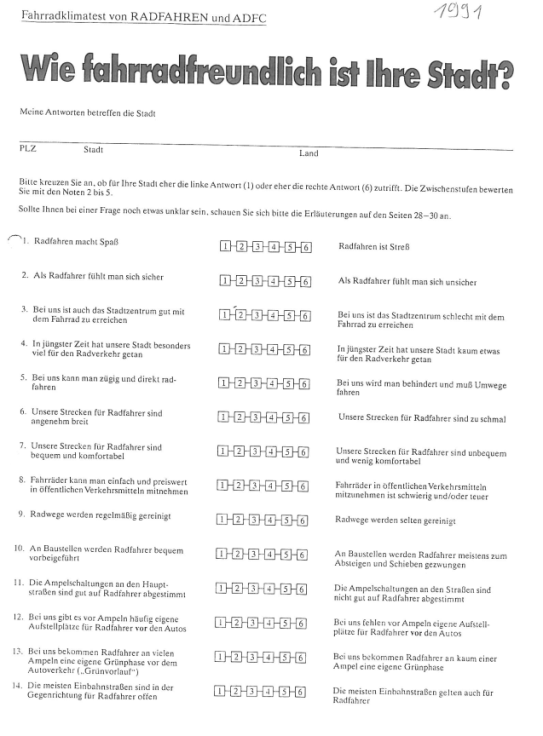 1991
Fahrradklimatest von RADFAHREN und ADFC
Wie fahrradfreundlich ist Ihre Stadt?
Meine Antworten betreffen die Stadt
PLZ Stadt Land
Bitte kreuzen Sie an, ob für Ihre Stadt eher die linke Antwort (1) oder eher die rechte Antwort (6) zutrifft. Die Zwischenstufen bewerten
Sie mit den Noten 2 bis 5.
Sollte Ihnen bei einer Frage noch etwas unklar sein, schauen Sie sich bitte die Erläuterungen auf den Seiten 28–30 an.
1. Radfahren macht Spaß 1 2 3 4 5 6 Radfahren ist Streß
2. Als Radfahrer fühlt man sich sicher 1 2 3 4 5 6 Als Radfahrer fühlt man sich unsicher
3. Bei uns ist auch das Stadtzentrum gut mit 1 2 3 4 5 6 Bei uns ist das Stadtzentrum schlecht mit dem
dem Fahrrad zu erreichen Fahrrad zu erreichen
4. In jüngster Zeit hat unsere Stadt besonders 1 2 3 4 5 6 In jüngster Zeit hat unsere Stadt kaum etwas
viel für den Radverkehr getan für den Radverkehr getan
5. Bei uns kann man zügig und direkt rad- 1 2 3 4 5 6 Bei uns wird man behindert und muß Umwege
fahren fahren
6. Unsere Strecken für Radfahrer sind 1 2 3 4 5 6 Unsere Strecken für Radfahrer sind zu schmal
angenehm breit
7. Unsere Strecken für Radfahrer sind 1 2 3 4 5 6 Unsere Strecken für Radfahrer sind unbequem
bequem und komfortabel und wenig komfortabel
8. Fahrräder kann man einfach und preiswert 1 2 3 4 5 6 Fahrräder in öffentlichen Verkehrsmitteln
in öffentlichen Verkehrsmitteln mitnehmen mitzunehmen ist schwierig und/oder teuer
9. Radwege werden regelmäßig gereinigt 1 2 3 4 5 6 Radwege werden selten gereinigt
10. An Baustellen werden Radfahrer bequem 1 2 3 4 5 6 An Baustellen werden Radfahrer meistens zum
vorbeigeführt Absteigen und Schieben gezwungen
11. Die Ampelschaltungen an den Haupt- 1 2 3 4 5 6 Die Ampelschaltungen an den Straßen sind
straßen sind gut auf Radfahrer abgestimmt nicht gut auf Radfahrer abgestimmt
12. Bei uns gibt es vor Ampeln häufig eigene 1 2 3 4 5 6 Bei uns fehlen vor Ampeln eigene Aufstell-
Aufstellplätze für Radfahrer vor den Autos plätze für Radfahrer vor den Autos
13. Bei uns bekommen Radfahrer an vielen 1 2 3 4 5 6 Bei uns bekommen Radfahrer an kaum einer
Ampeln eine eigene Grünphase vor dem Ampel eine eigene Grünphase
Autoverkehr („Grünvorlauf“)
14. Die meisten Einbahnstraßen sind in der 1 2 3 4 5 6 Die meisten Einbahnstraßen gelten auch für
Gegenrichtung für Radfahrer offen Radfahrer